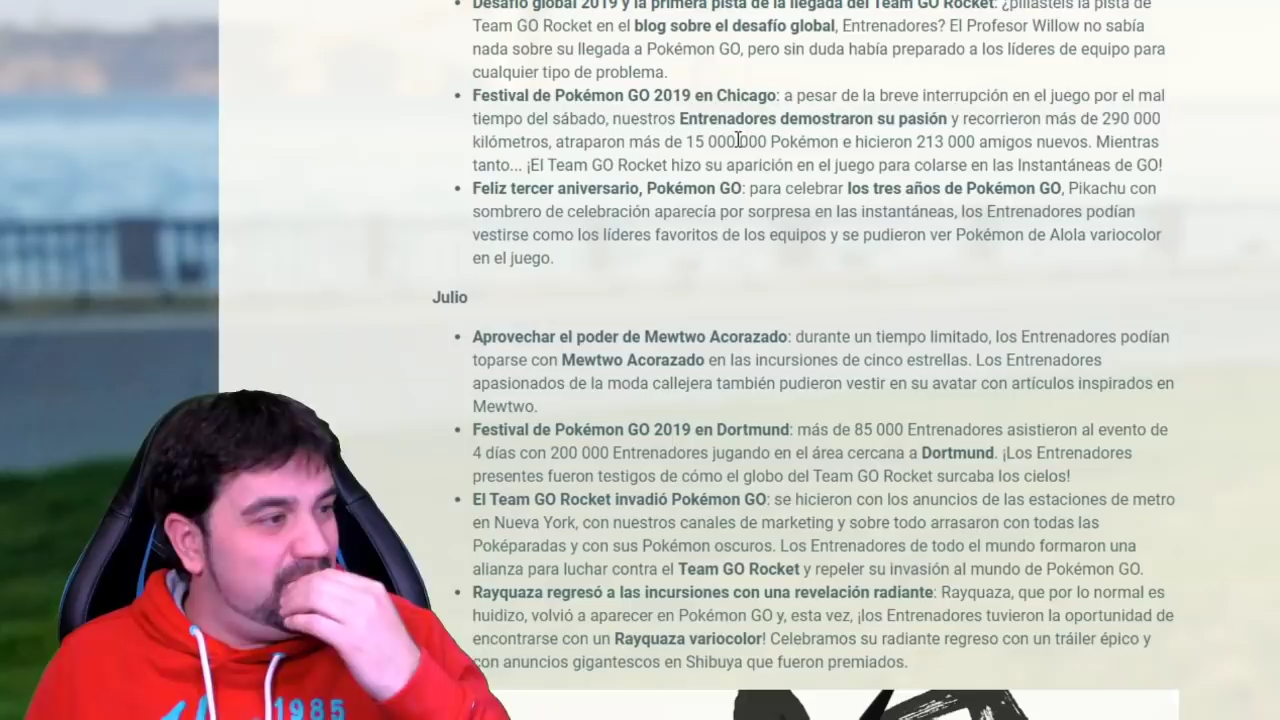 Desafío global 2019 y la primera pista de la llegada del Team GO Rocket: ¿pillasteis la pista de
Team GO Rocket en el blog sobre el desafío global, Entrenadores? El Profesor Willow no sabía
nada sobre su llegada a Pokémon GO, pero sin duda había preparado a los líderes de equipo para
cualquier tipo de problema.
• Festival de Pokémon GO 2019 en Chicago: a pesar de la breve interrupción en el juego por el mal
tiempo del sábado, nuestros Entrenadores demostraron su pasión y recorrieron más de 290 000
kilómetros, atraparon más de 15 000 000 Pokémon e hicieron 213 000 amigos nuevos. Mientras
tanto... ¡El Team GO Rocket hizo su aparición en el juego para colarse en las Instantáneas de GO!
• Feliz tercer aniversario, Pokémon GO: para celebrar los tres años de Pokémon GO, Pikachu con
sombrero de celebración aparecía por sorpresa en las instantáneas, los Entrenadores podían
vestirse como los líderes favoritos de los equipos y se pudieron ver Pokémon de Alola variocolor
en el juego.
Julio
• Aprovechar el poder de Mewtwo Acorazado: durante un tiempo limitado, los Entrenadores podían
toparse con Mewtwo Acorazado en las incursiones de cinco estrellas. Los Entrenadores
apasionados de la moda callejera también pudieron vestir en su avatar con artículos inspirados en
Mewtwo.
• Festival de Pokémon GO 2019 en Dortmund: más de 85 000 Entrenadores asistieron al evento de
4 días con 200 000 Entrenadores jugando en el área cercana a Dortmund. ¡Los Entrenadores
presentes fueron testigos de cómo el globo del Team GO Rocket surcaba los cielos!
• El Team GO Rocket invadió Pokémon GO: se hicieron con los anuncios de las estaciones de metro
en Nueva York, con nuestros canales de marketing y sobre todo arrasaron con todas las
Poképaradas y con sus Pokémon oscuros. Los Entrenadores de todo el mundo formaron una
alianza para luchar contra el Team GO Rocket y repeler su invasión al mundo de Pokémon GO.
• Rayquaza regresó a las incursiones con una revelación radiante: Rayquaza, que por lo normal es
huidizo, volvió a aparecer en Pokémon GO y, esta vez, ¡los Entrenadores tuvieron la oportunidad de
encontrarse con un Rayquaza variocolor! Celebramos su radiante regreso con un tráiler épico y
con anuncios gigantescos en Shibuya que fueron premiados.
1985